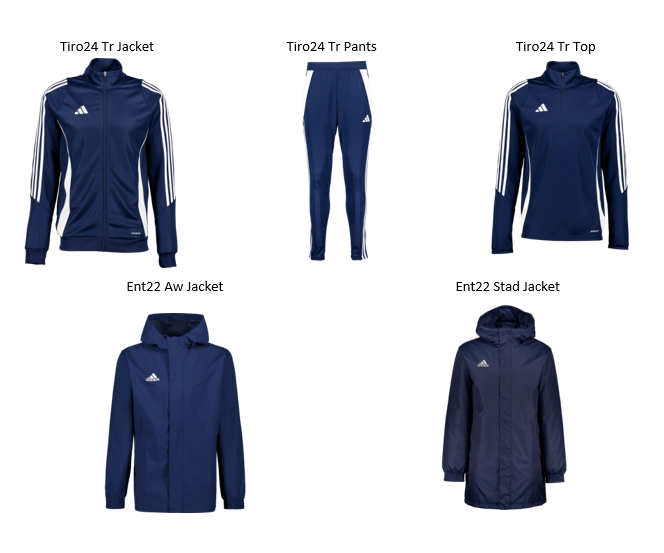 Tiro24 Tr Jacket
Tiro24 Tr Pants
Tiro24 Tr Top
Ent22 Aw Jacket
Ent22 Stad Jacket